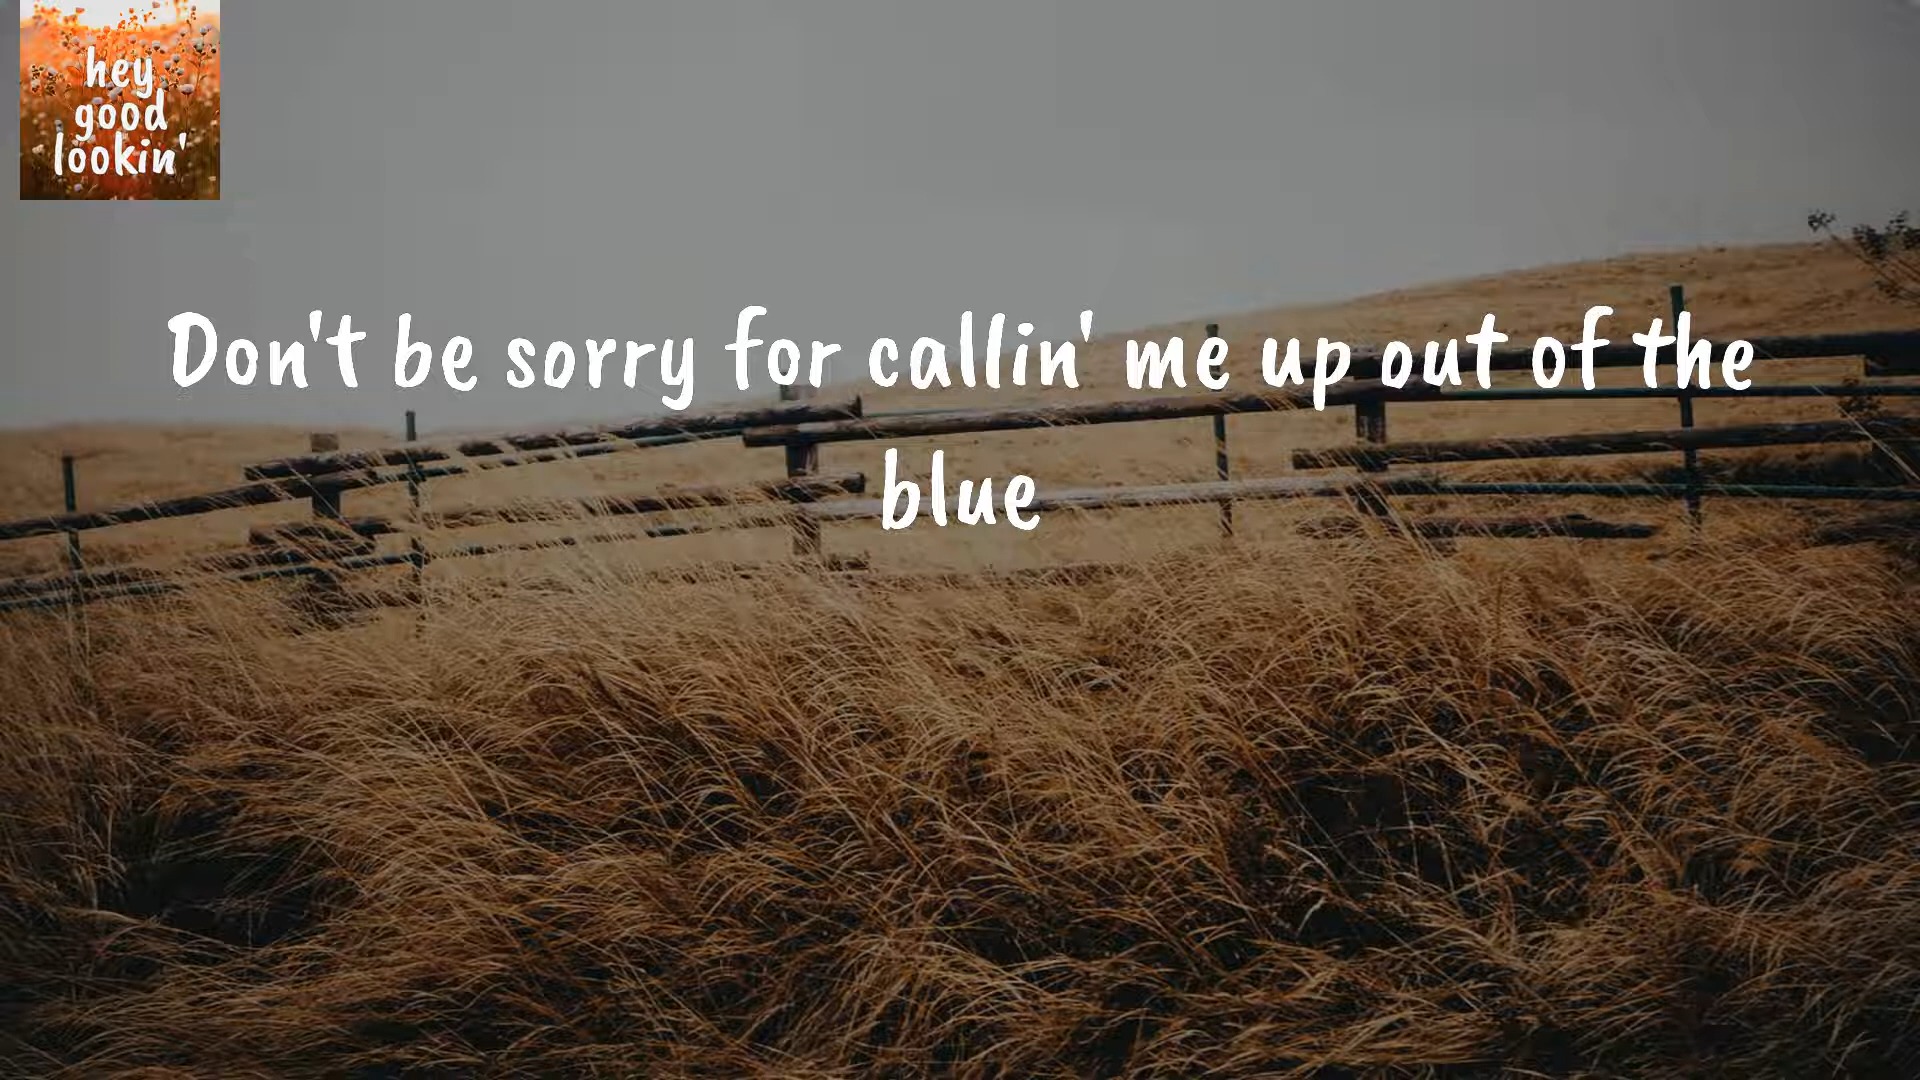 hey
good
lookin'
Don't be sorry for callin' me up out of the
blue